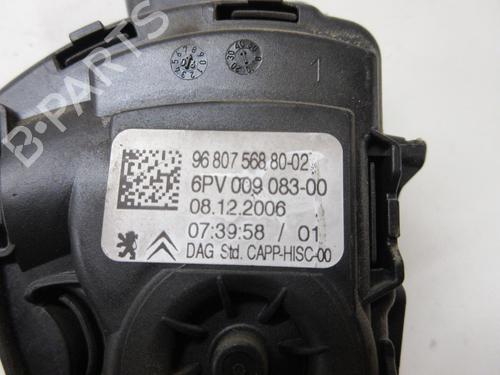 B-PARTS
1
96 807 568 80-02
6PV 009 083-00
08.12.2006
07:39:58 / 01
DAG Std. CAPP-HISC-00